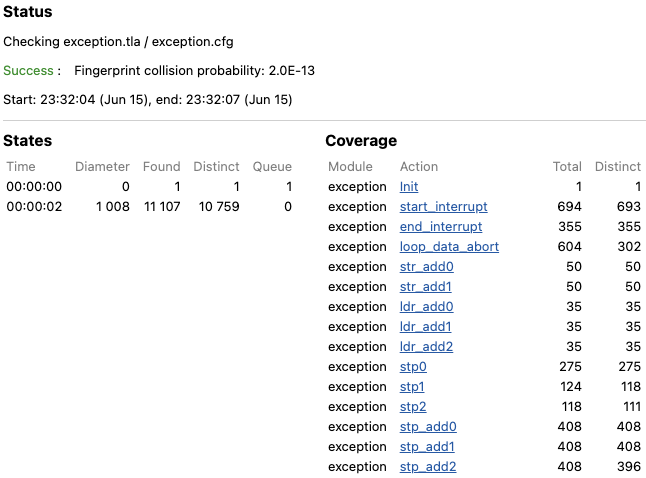 Status
Checking exception.tla / exception.cfg
Success : Fingerprint collision probability: 2.0E-13
Start: 23:32:04 (Jun 15), end: 23:32:07 (Jun 15)
States
Time Diameter Found Distinct Queue
00:00:00 0 1 1 1
00:00:02 1 008 11 107 10 759 0
Coverage
Module Action Total Distinct
exception Init 1 1
exception start_interrupt 694 693
exception end_interrupt 355 355
exception loop_data_abort 604 302
exception str_add0 50 50
exception str_add1 50 50
exception ldr_add0 35 35
exception ldr_add1 35 35
exception ldr_add2 35 35
exception stp0 275 275
exception stp1 124 118
exception stp2 118 111
exception stp_add0 408 408
exception stp_add1 408 408
exception stp_add2 408 396